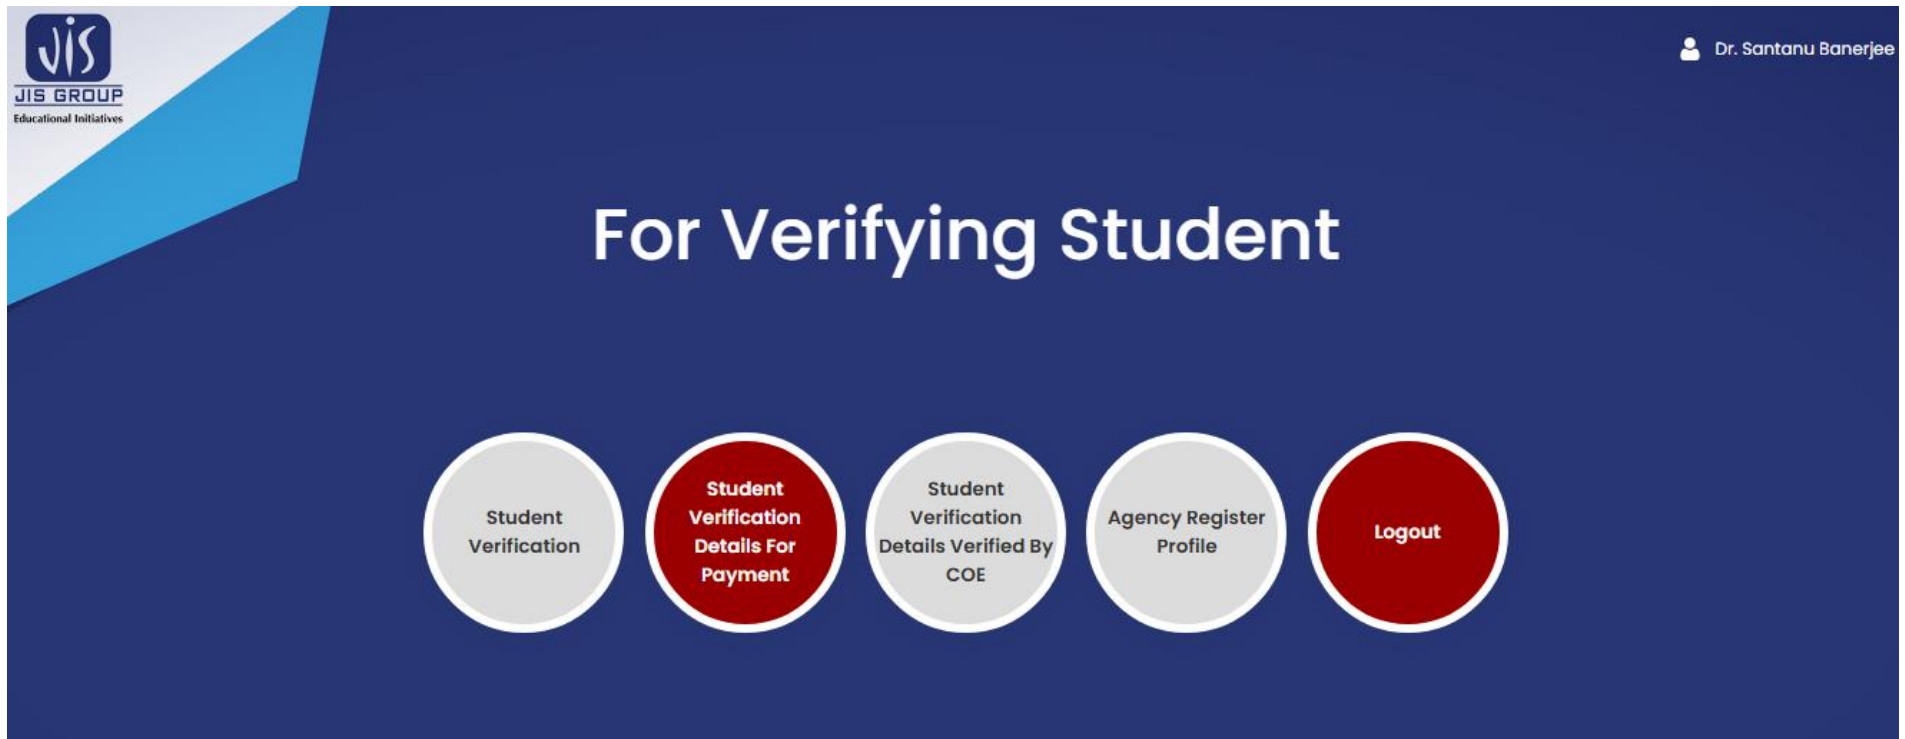 JIS
JIS GROUP
Educational Initiatives
Dr. Santanu Banerjee
For Verifying Student
Student
Verification
Student
Verification
Details For
Payment
Student
Verification
Details Verified By
COE
Agency Register
Profile
Logout